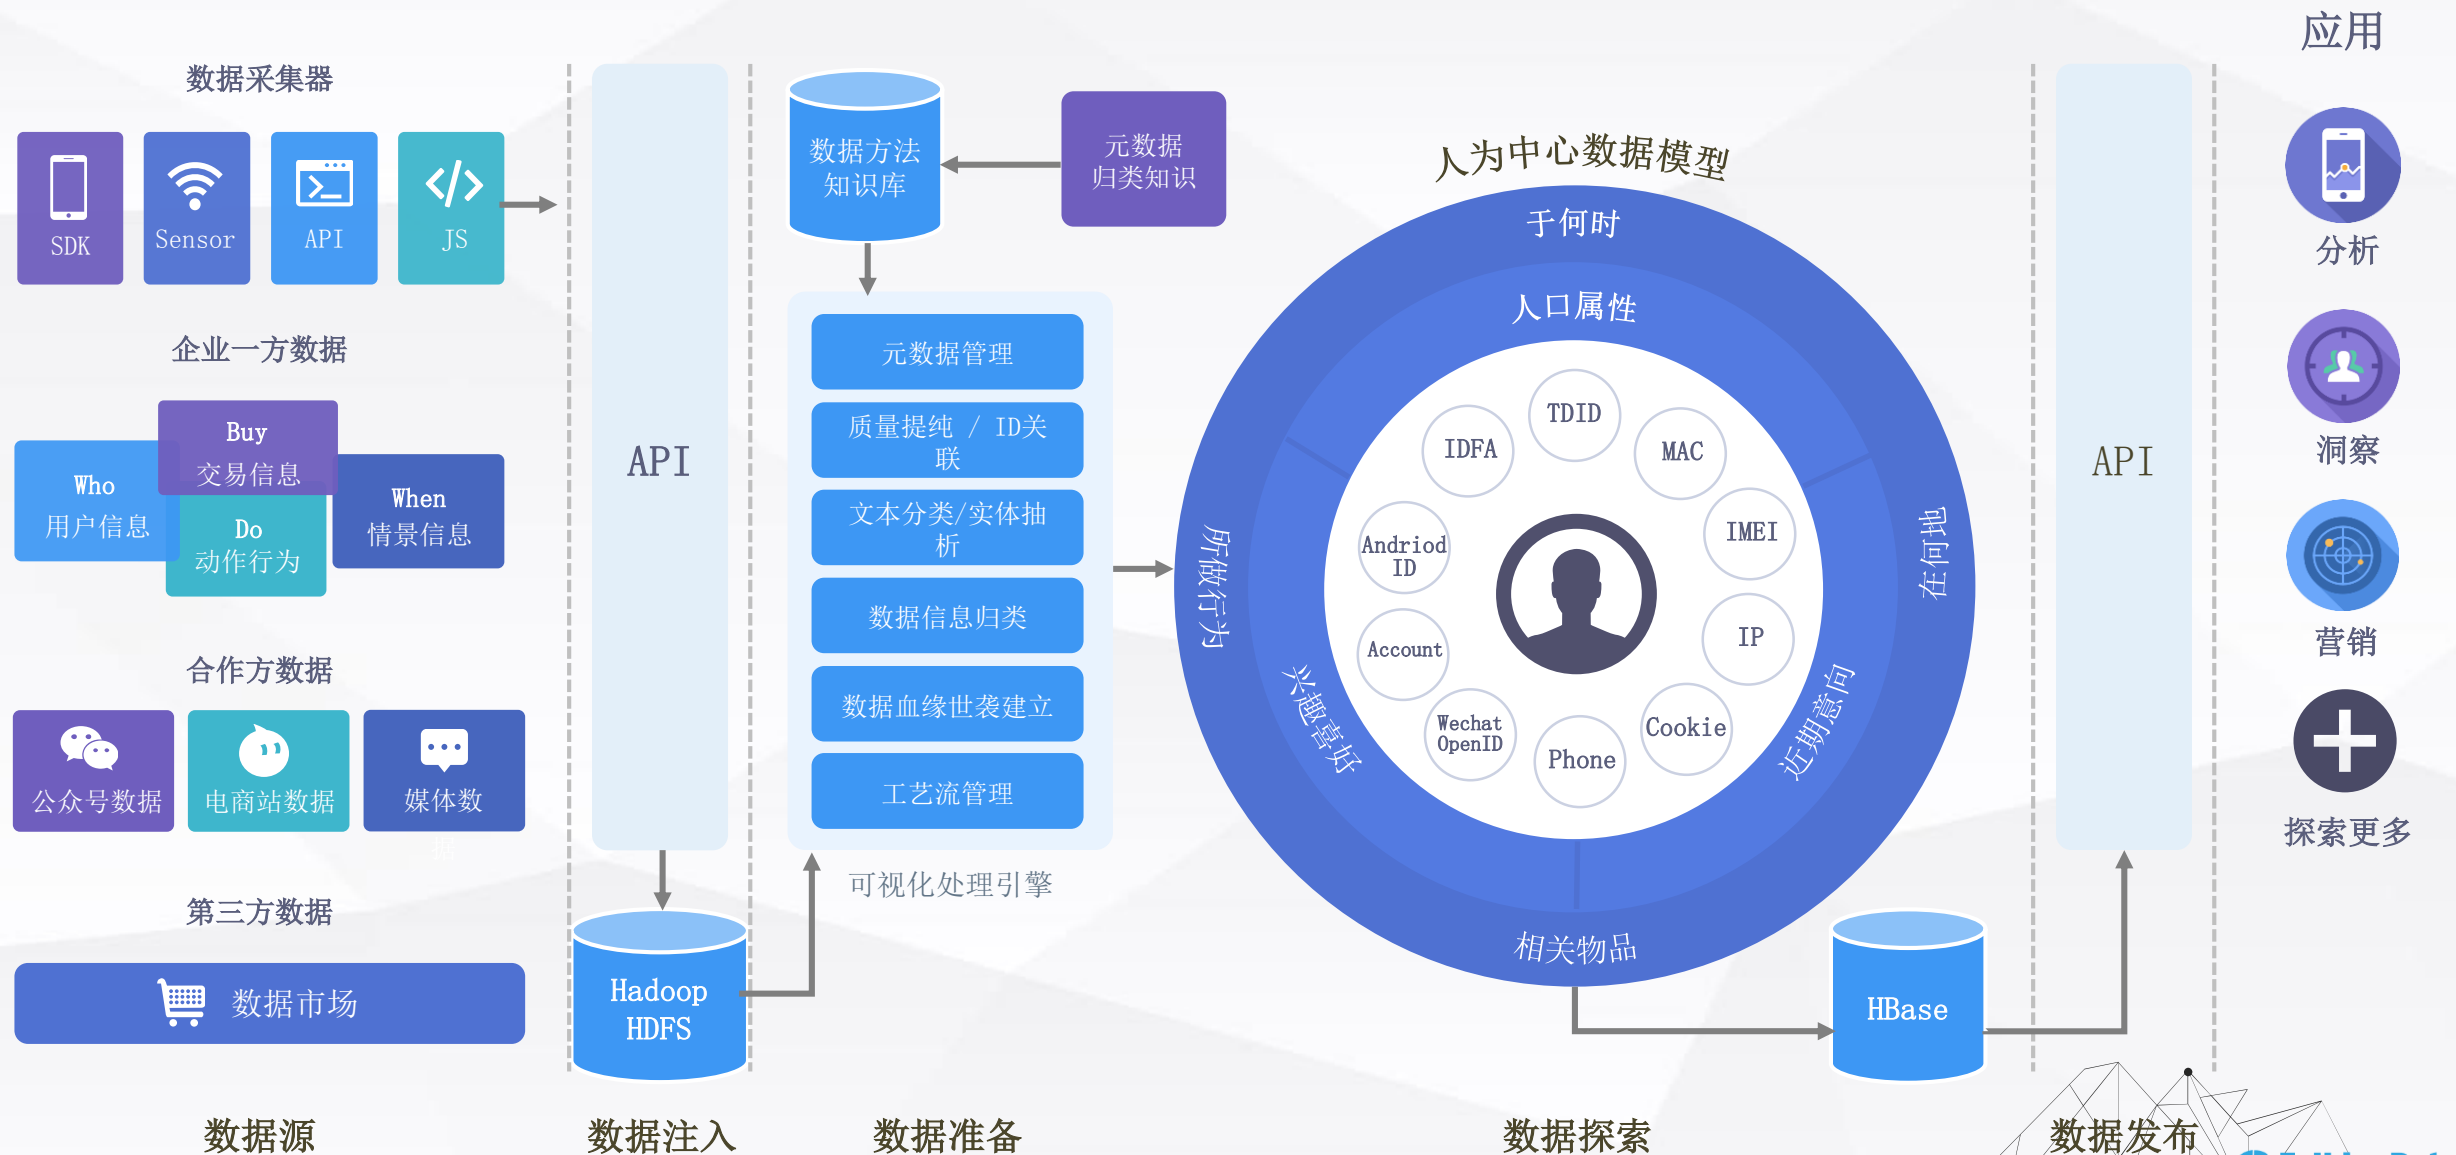 应用
数据采集器
SDK
Sensor
API
JS
企业一方数据
Buy
交易信息
Who
用户信息
Do
动作行为
When
情景信息
合作方数据
公众号数据
电商站数据
媒体数
据
第三方数据
数据市场
API
Hadoop
HDFS
数据方法
知识库
元数据
归类知识
元数据管理
质量提纯 / ID关
联
文本分类/实体抽
析
数据信息归类
数据血缘世袭建立
工艺流管理
可视化处理引擎
人为中心数据模型
于何时
人口属性
所做行为
在何地
兴趣喜好
近期意向
相关物品
TDID
IDFA
MAC
Andriod
ID
IMEI
Account
IP
Wechat
OpenID
Cookie
Phone
HBase
API
分析
洞察
营销
探索更多
数据源
数据注入
数据准备
数据探索
数据发布